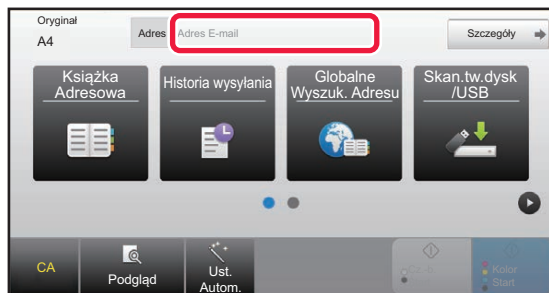 Oryginał
A4
Adres
Adres E-mail
Szczegóły
Książka
Adresowa
Historia wysyłania
Globalne
Wyszuk. Adresu
Skan.tw.dysk
/USB
CA
Podgląd
Ust.
Autom.
Kolor
Start